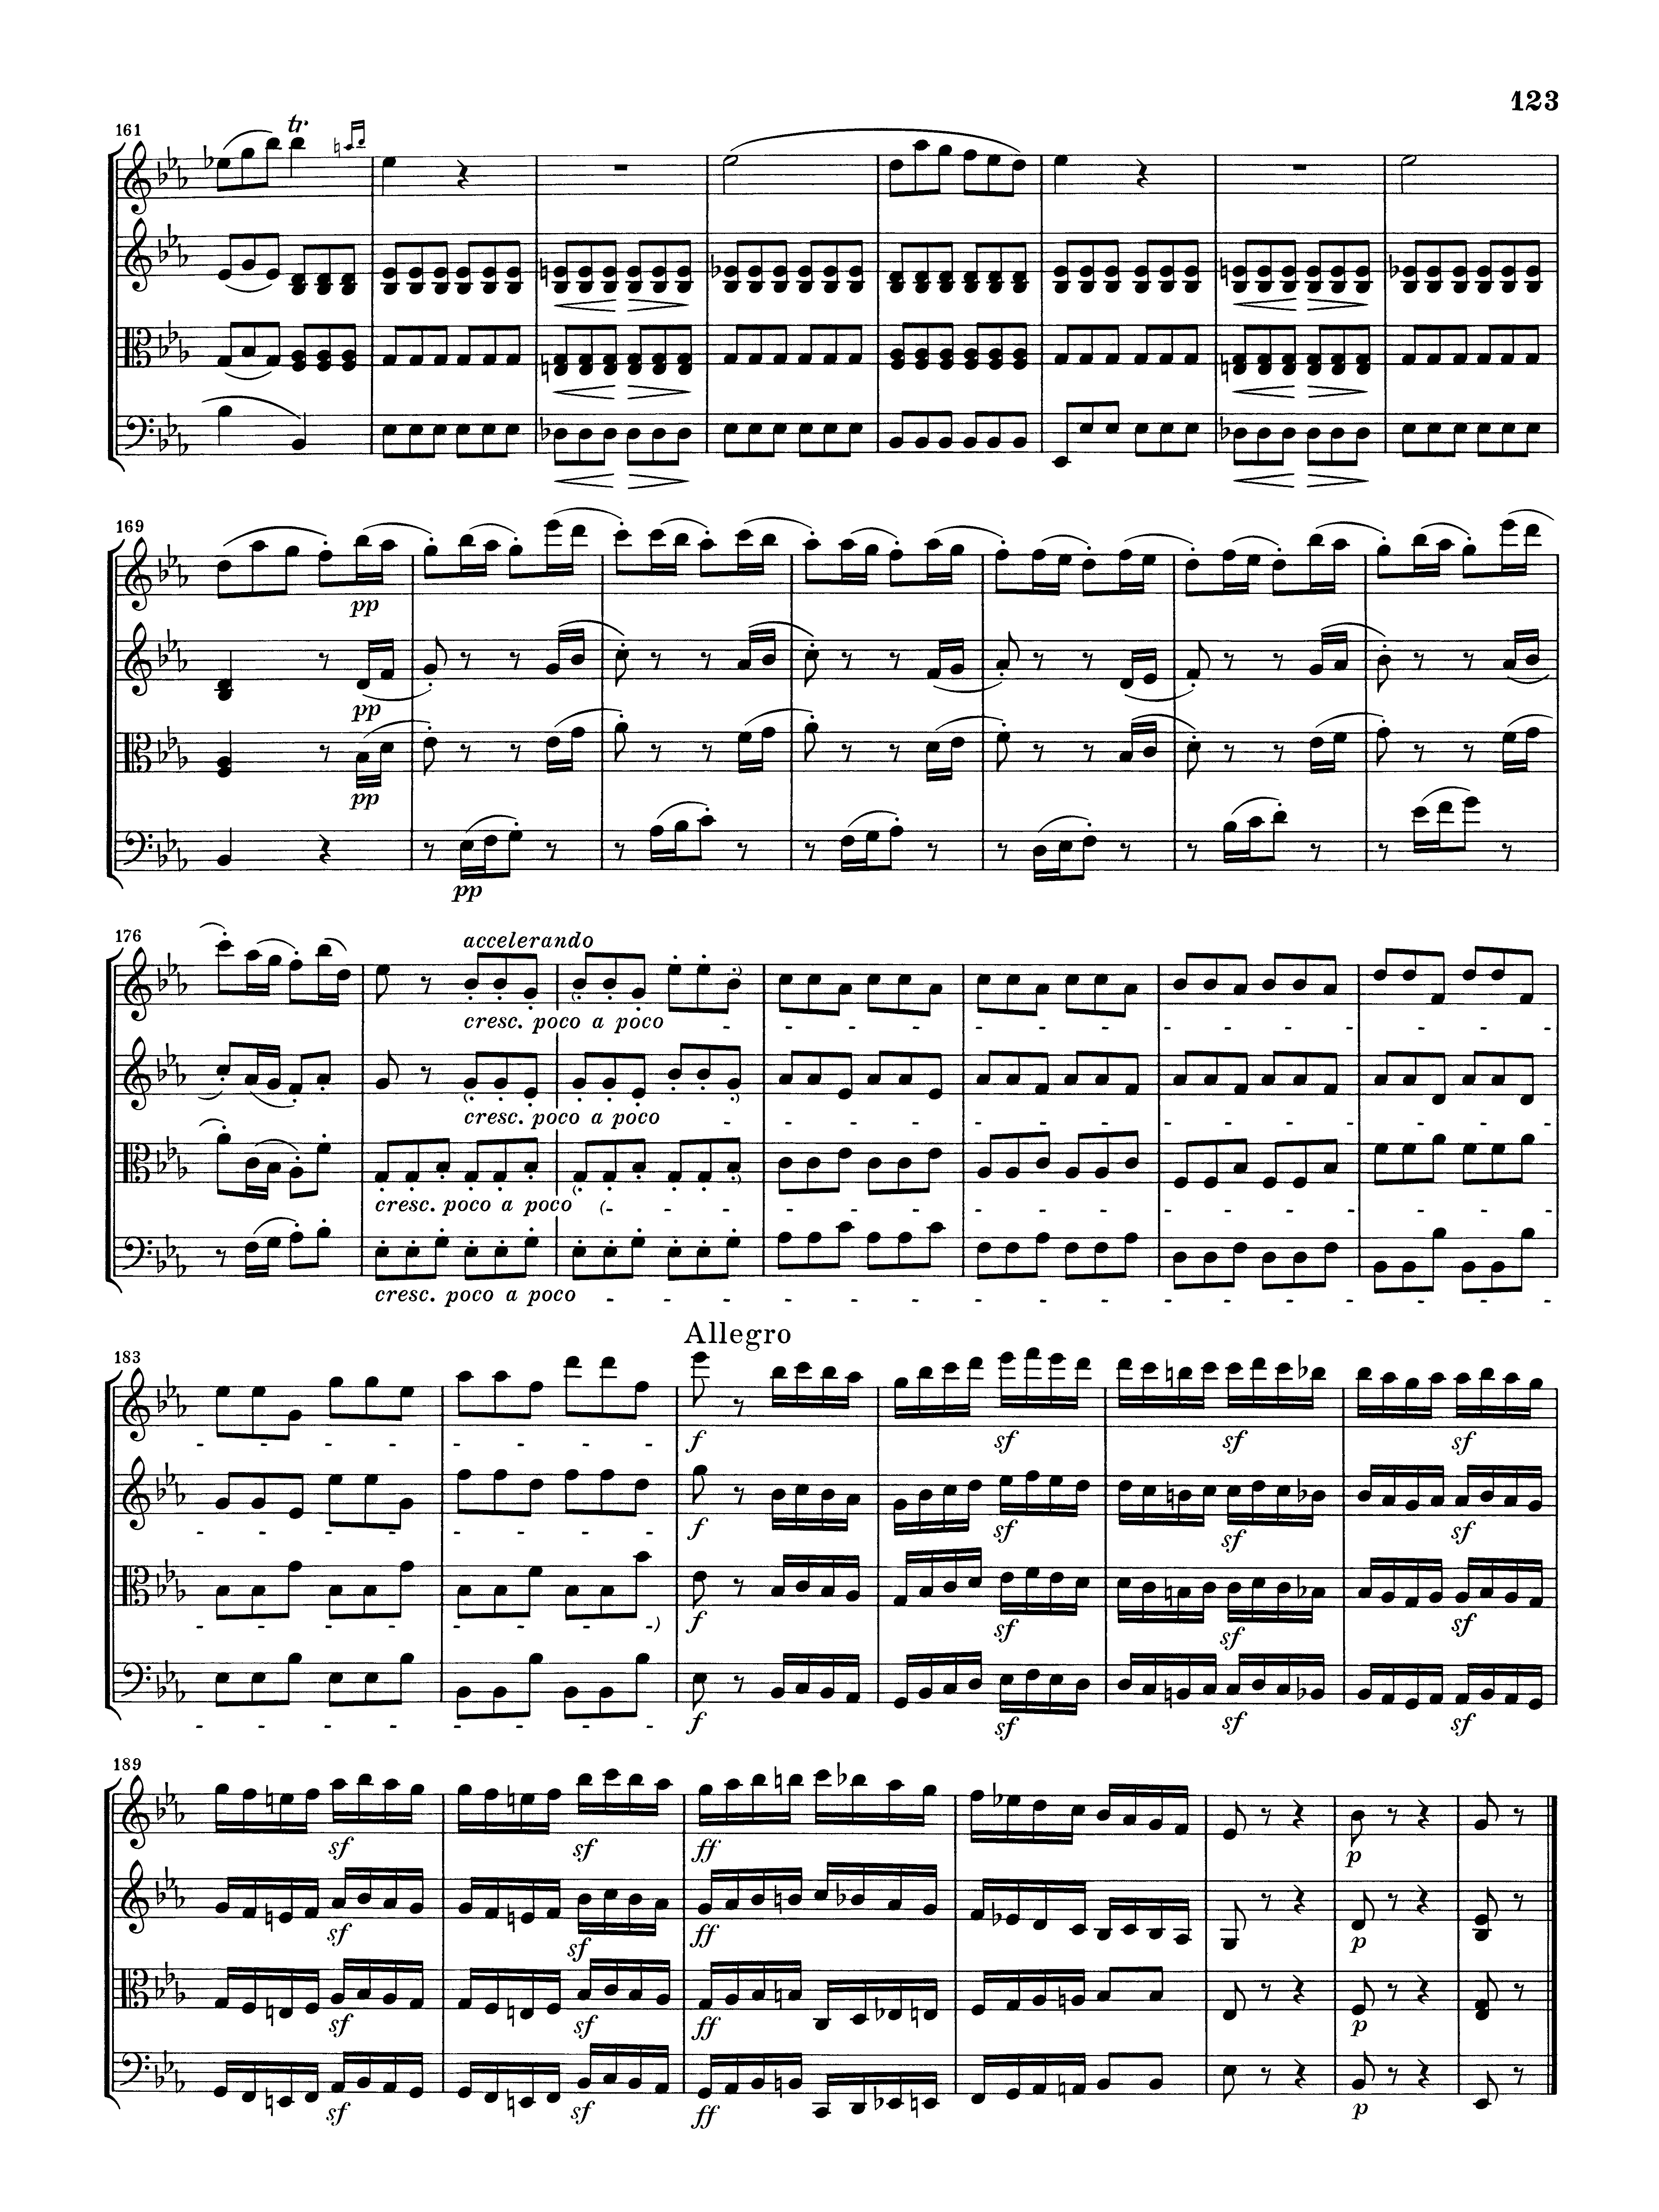 123
161
tr
169
pp
pp
pp
pp
176
accelerando
cresc. poco a poco - - - - - - - - - - - - - -
cresc. poco a poco - - - - - - - - - - - - - -
cresc. poco a poco (- - - - - - - - - - - - - - - -
cresc. poco a poco - - - - - - - - - - - - - - - -
Allegro
183
- - - - - - - - f sf sf sf
- - - - - - - - f sf sf sf
- - - - - - - -) f sf sf sf
- - - - - - - - f sf sf sf
189
sf sf ff p
sf sf ff p
sf sf ff p
sf sf ff p